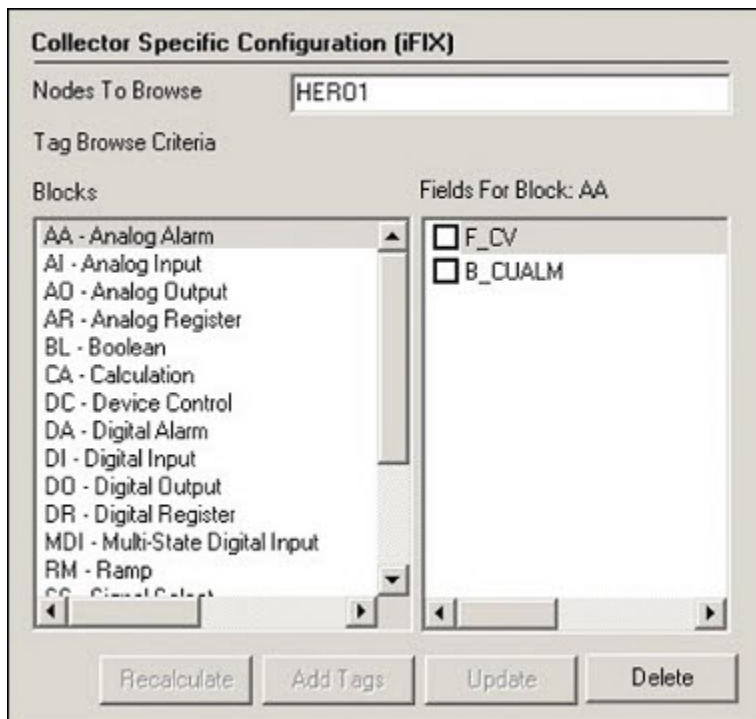 Collector Specific Configuration (iFIX)
Nodes To Browse
HERO1
Tag Browse Criteria
Blocks
Fields For Block: AA
AA - Analog Alarm
AI - Analog Input
AO - Analog Output
AR - Analog Register
BL - Boolean
CA - Calculation
DC - Device Control
DA - Digital Alarm
DI - Digital Input
DO - Digital Output
DR - Digital Register
MDI - Multi-State Digital Input
RM - Ramp
F_CV
B_CUALM
Recalculate
Add Tags
Update
Delete